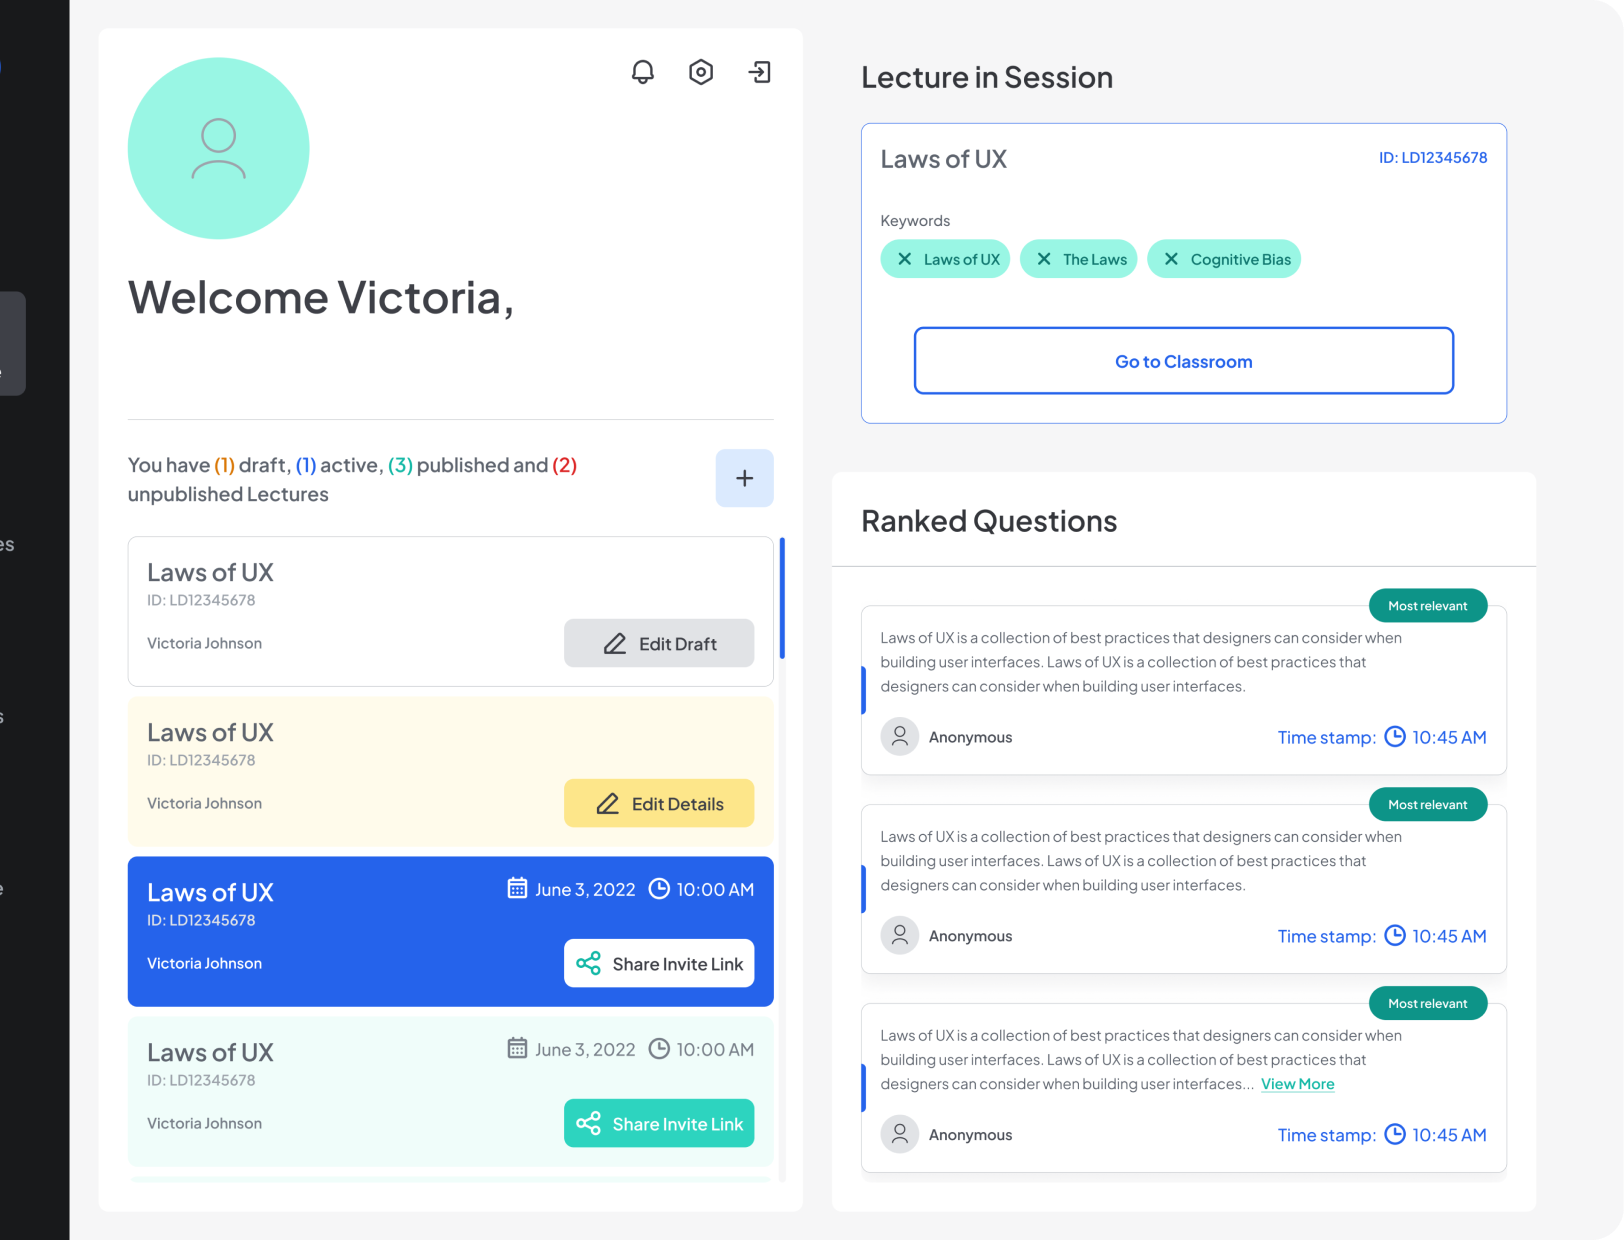 Welcome Victoria,
You have (1) draft, (1) active, (3) published and (2)
unpublished Lectures
+
Laws of UX
ID: LD12345678
Victoria Johnson
Edit Draft
Laws of UX
ID: LD12345678
Victoria Johnson
Edit Details
Laws of UX
June 3, 2022 10:00 AM
ID: LD12345678
Victoria Johnson
Share Invite Link
Laws of UX
June 3, 2022 10:00 AM
ID: LD12345678
Victoria Johnson
Share Invite Link
Lecture in Session
Laws of UX
ID: LD12345678
Keywords
Laws of UX
The Laws
Cognitive Bias
Go to Classroom
Ranked Questions
Most relevant
Laws of UX is a collection of best practices that designers can consider when
building user interfaces. Laws of UX is a collection of best practices that
designers can consider when building user interfaces.
Anonymous
Time stamp: 10:45 AM
Most relevant
Laws of UX is a collection of best practices that designers can consider when
building user interfaces. Laws of UX is a collection of best practices that
designers can consider when building user interfaces.
Anonymous
Time stamp: 10:45 AM
Most relevant
Laws of UX is a collection of best practices that designers can consider when
building user interfaces. Laws of UX is a collection of best practices that
designers can consider when building user interfaces... View More
Anonymous
Time stamp: 10:45 AM